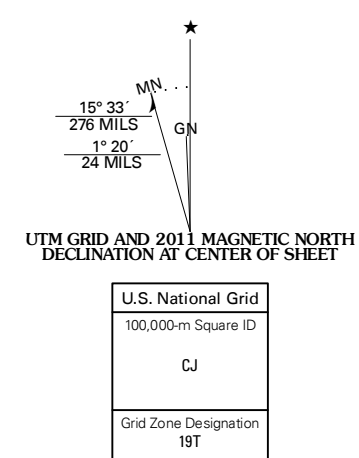 ★
MN
15° 33´
276 MILS
GN
1° 20´
24 MILS
UTM GRID AND 2011 MAGNETIC NORTH
DECLINATION AT CENTER OF SHEET
U.S. National Grid
100,000-m Square ID
CJ
Grid Zone Designation
19T